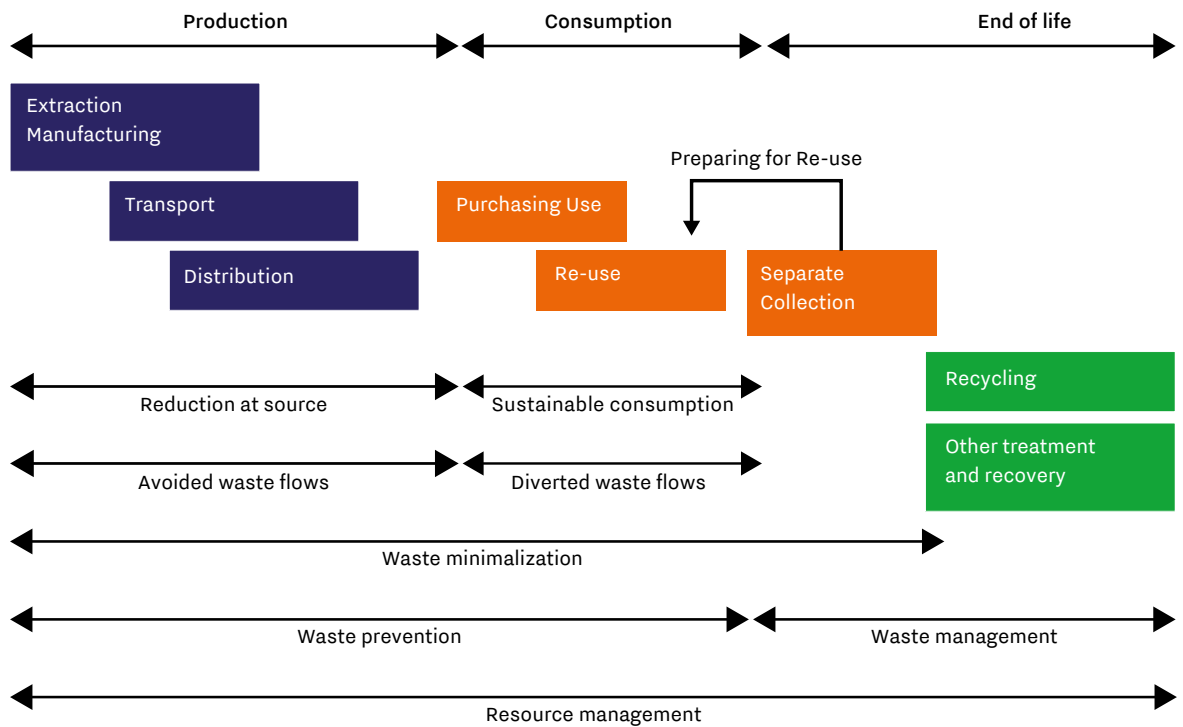 Production
Consumption
End of life
Extraction
Manufacturing
Preparing for Re-use
Transport
Purchasing Use
Distribution
Re-use
Separate
Collection
Recycling
Reduction at source
Sustainable consumption
Other treatment
and recovery
Avoided waste flows
Diverted waste flows
Waste minimalization
Waste prevention
Waste management
Resource management